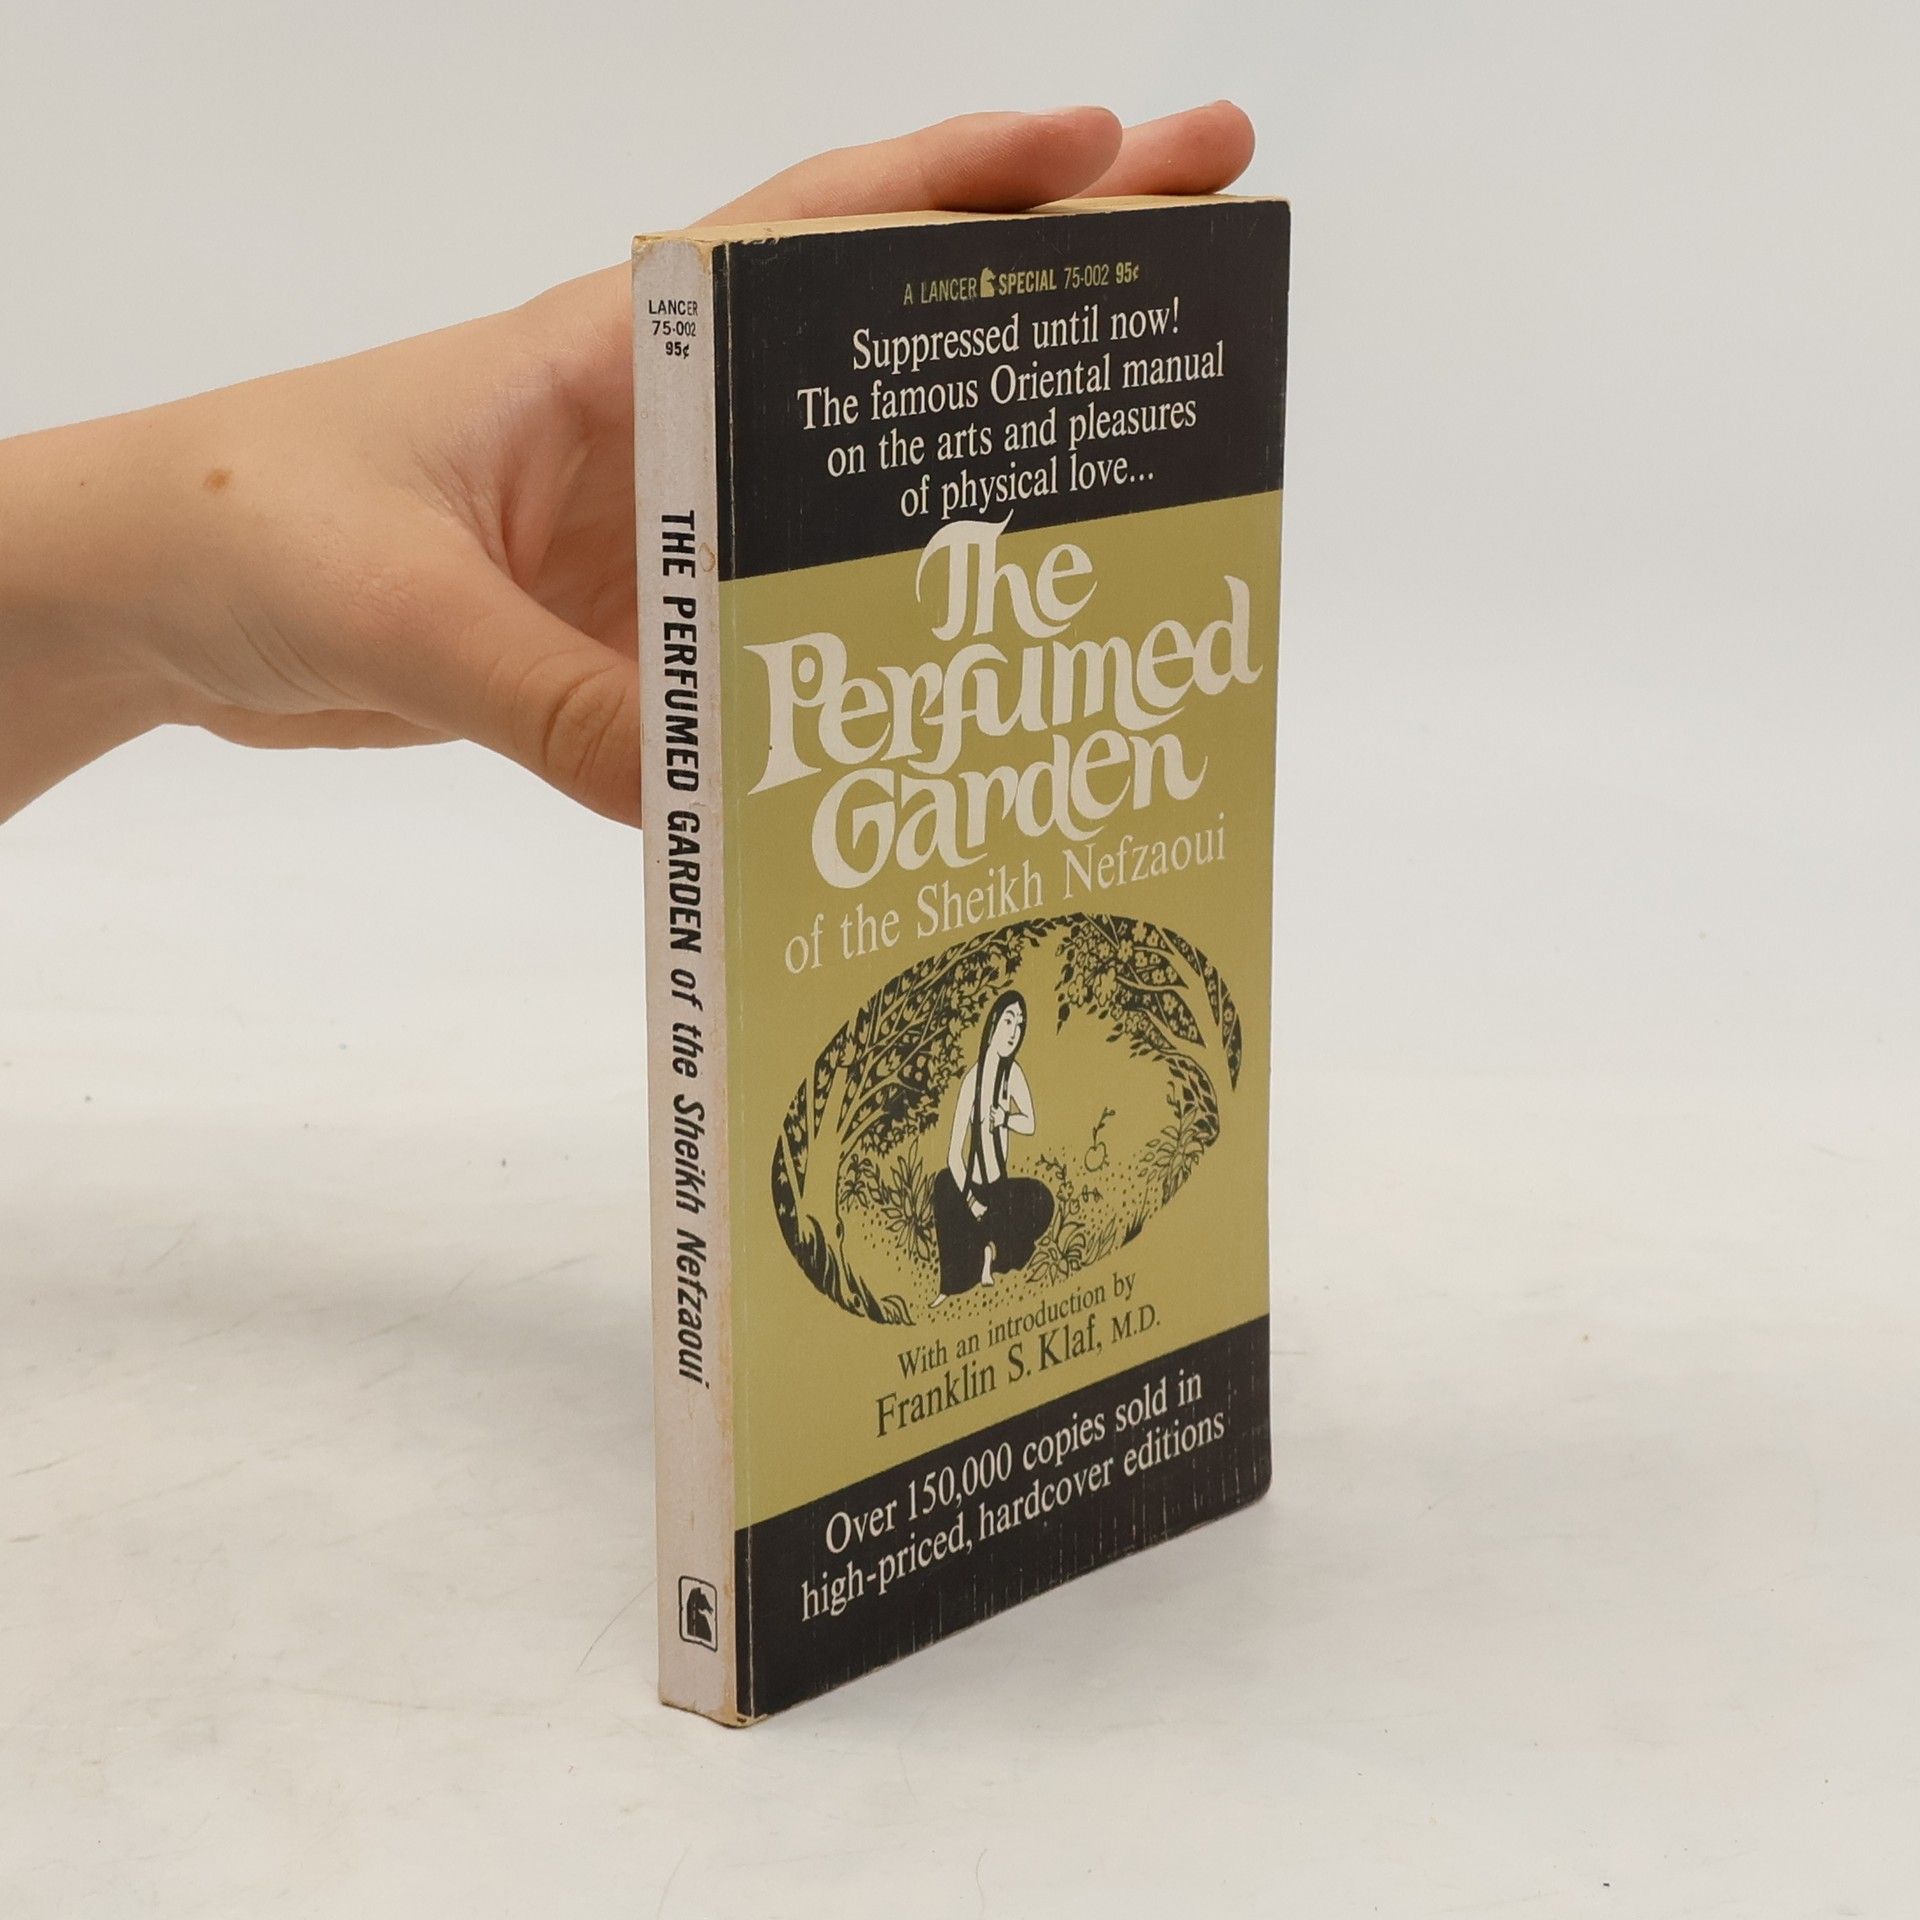 LANCER
75-002
95¢
THE PERFUMED GARDEN of the Sheikh Nefzaoui
A LANCER SPECIAL 75-002 95¢
Suppressed until now!
The famous Oriental manual
on the arts and pleasures
of physical love...
The
Perfumed
Garden
of the Sheikh Nefzaoui
With an introduction by
Franklin S. Klaf, M.D.
Over 150,000 copies sold in
high-priced, hardcover editions